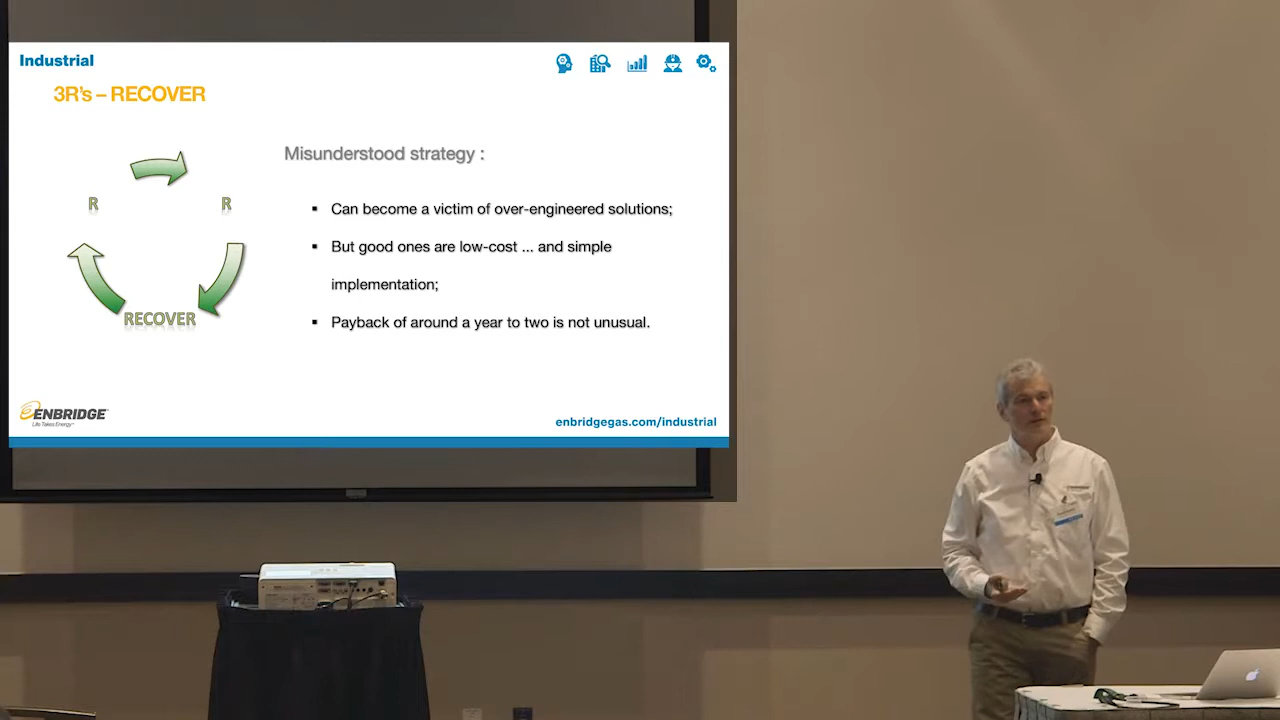 Industrial
3R's – RECOVER
Misunderstood strategy :
R
R
▪ Can become a victim of over-engineered solutions;
▪ But good ones are low-cost ... and simple
implementation;
▪ Payback of around a year to two is not unusual.
RECOVER
ENBRIDGE
Life Takes Energy™
enbridgegas.com/industrial